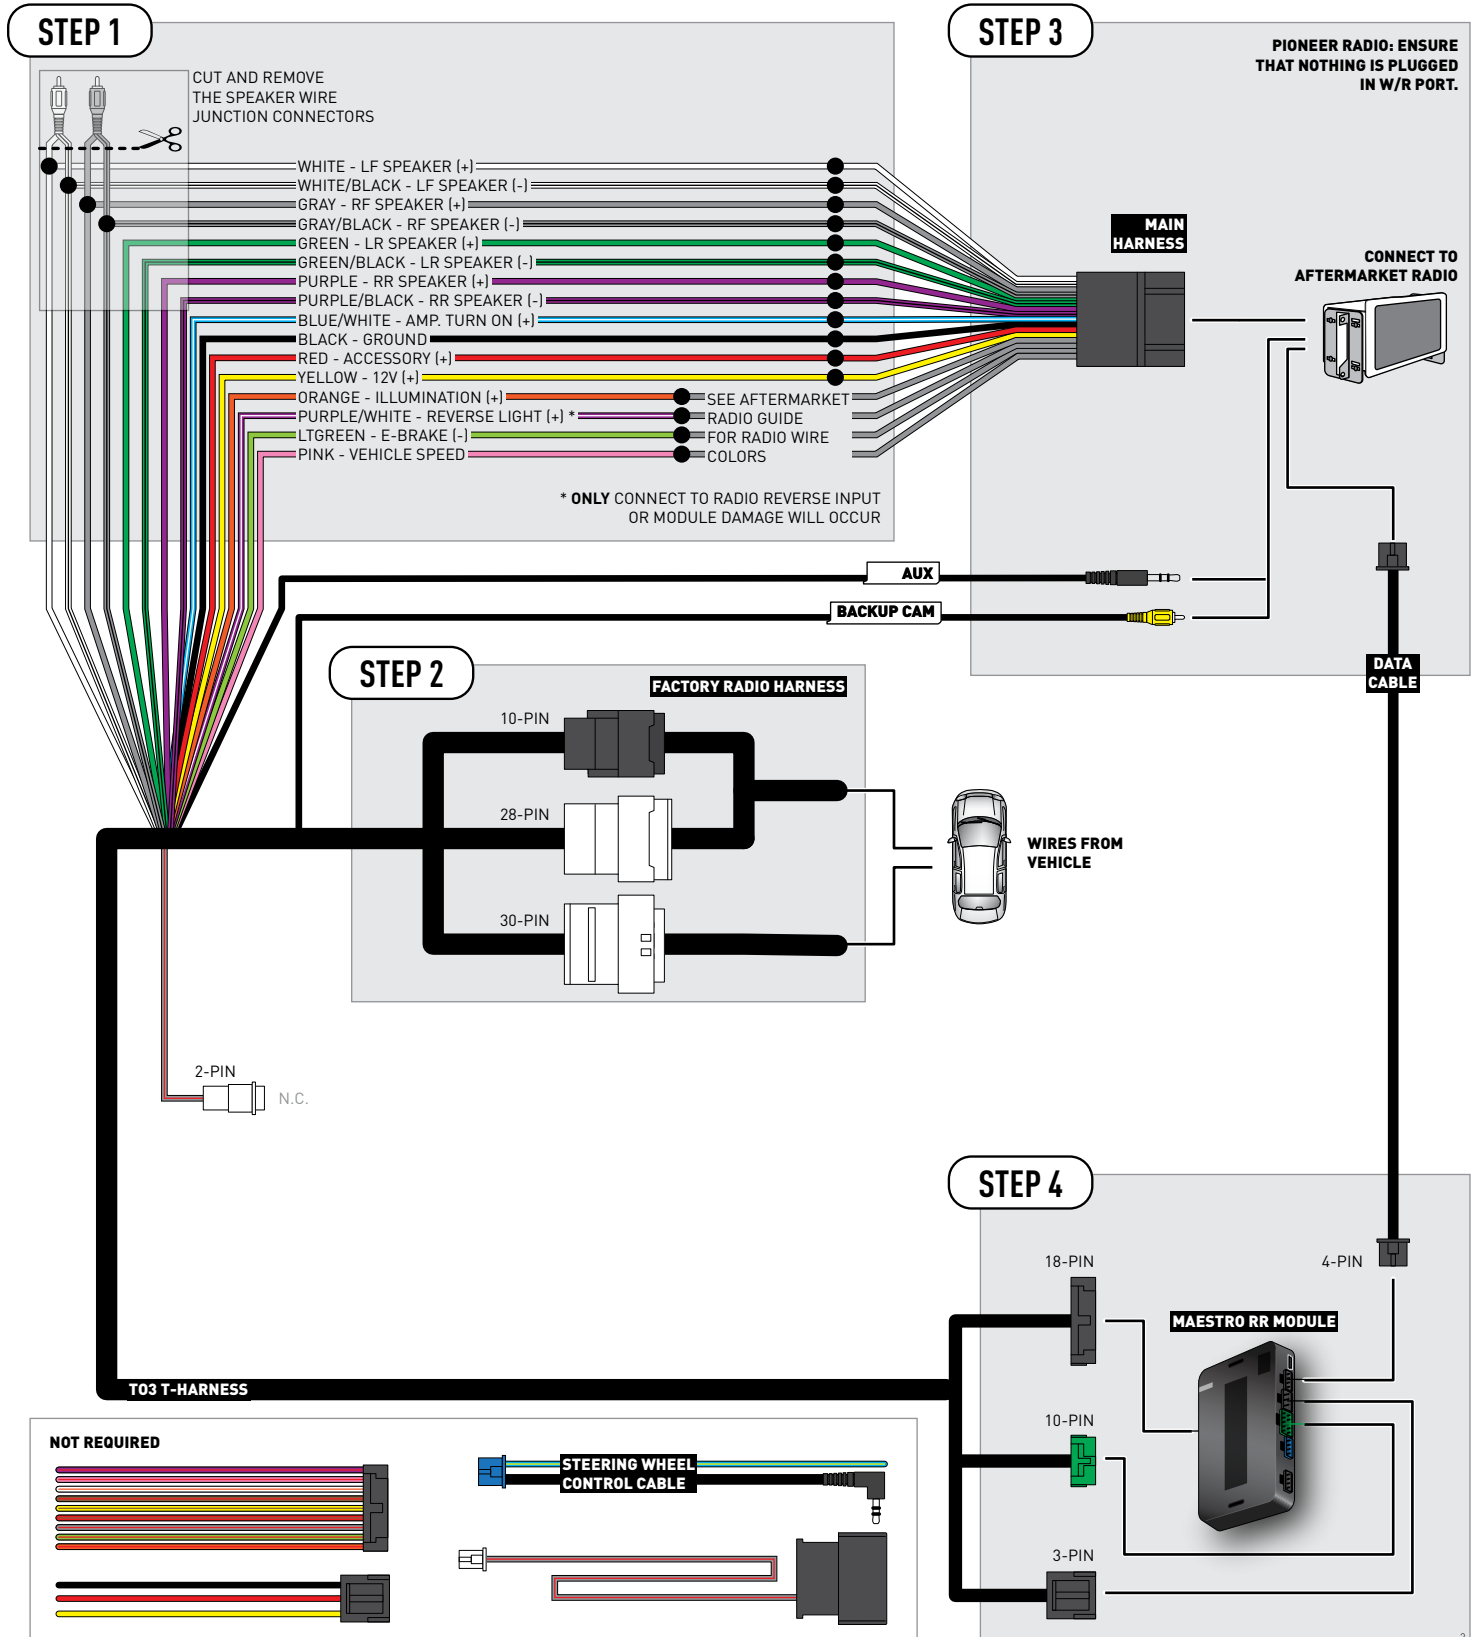 STEP 1
CUT AND REMOVE
THE SPEAKER WIRE
JUNCTION CONNECTORS
WHITE - LF SPEAKER (+)
WHITE/BLACK - LF SPEAKER (-)
GRAY - RF SPEAKER (+)
GRAY/BLACK - RF SPEAKER (-)
GREEN - LR SPEAKER (+)
GREEN/BLACK - LR SPEAKER (-)
PURPLE - RR SPEAKER (+)
PURPLE/BLACK - RR SPEAKER (-)
BLUE/WHITE - AMP. TURN ON (+)
BLACK - GROUND
RED - ACCESSORY (+)
YELLOW - 12V (+)
ORANGE - ILLUMINATION (+)
PURPLE/WHITE - REVERSE LIGHT (+) *
LTGREEN - E-BRAKE (-)
PINK - VEHICLE SPEED
SEE AFTERMARKET
RADIO GUIDE
FOR RADIO WIRE
COLORS
* ONLY CONNECT TO RADIO REVERSE INPUT
OR MODULE DAMAGE WILL OCCUR
STEP 3
PIONEER RADIO: ENSURE
THAT NOTHING IS PLUGGED
IN W/R PORT.
MAIN
HARNESS
CONNECT TO
AFTERMARKET RADIO
AUX
BACKUP CAM
DATA
CABLE
STEP 2
FACTORY RADIO HARNESS
10-PIN
28-PIN
30-PIN
WIRES FROM
VEHICLE
2-PIN
N.C.
STEP 4
18-PIN
4-PIN
MAESTRO RR MODULE
10-PIN
3-PIN
TO3 T-HARNESS
NOT REQUIRED
STEERING WHEEL
CONTROL CABLE